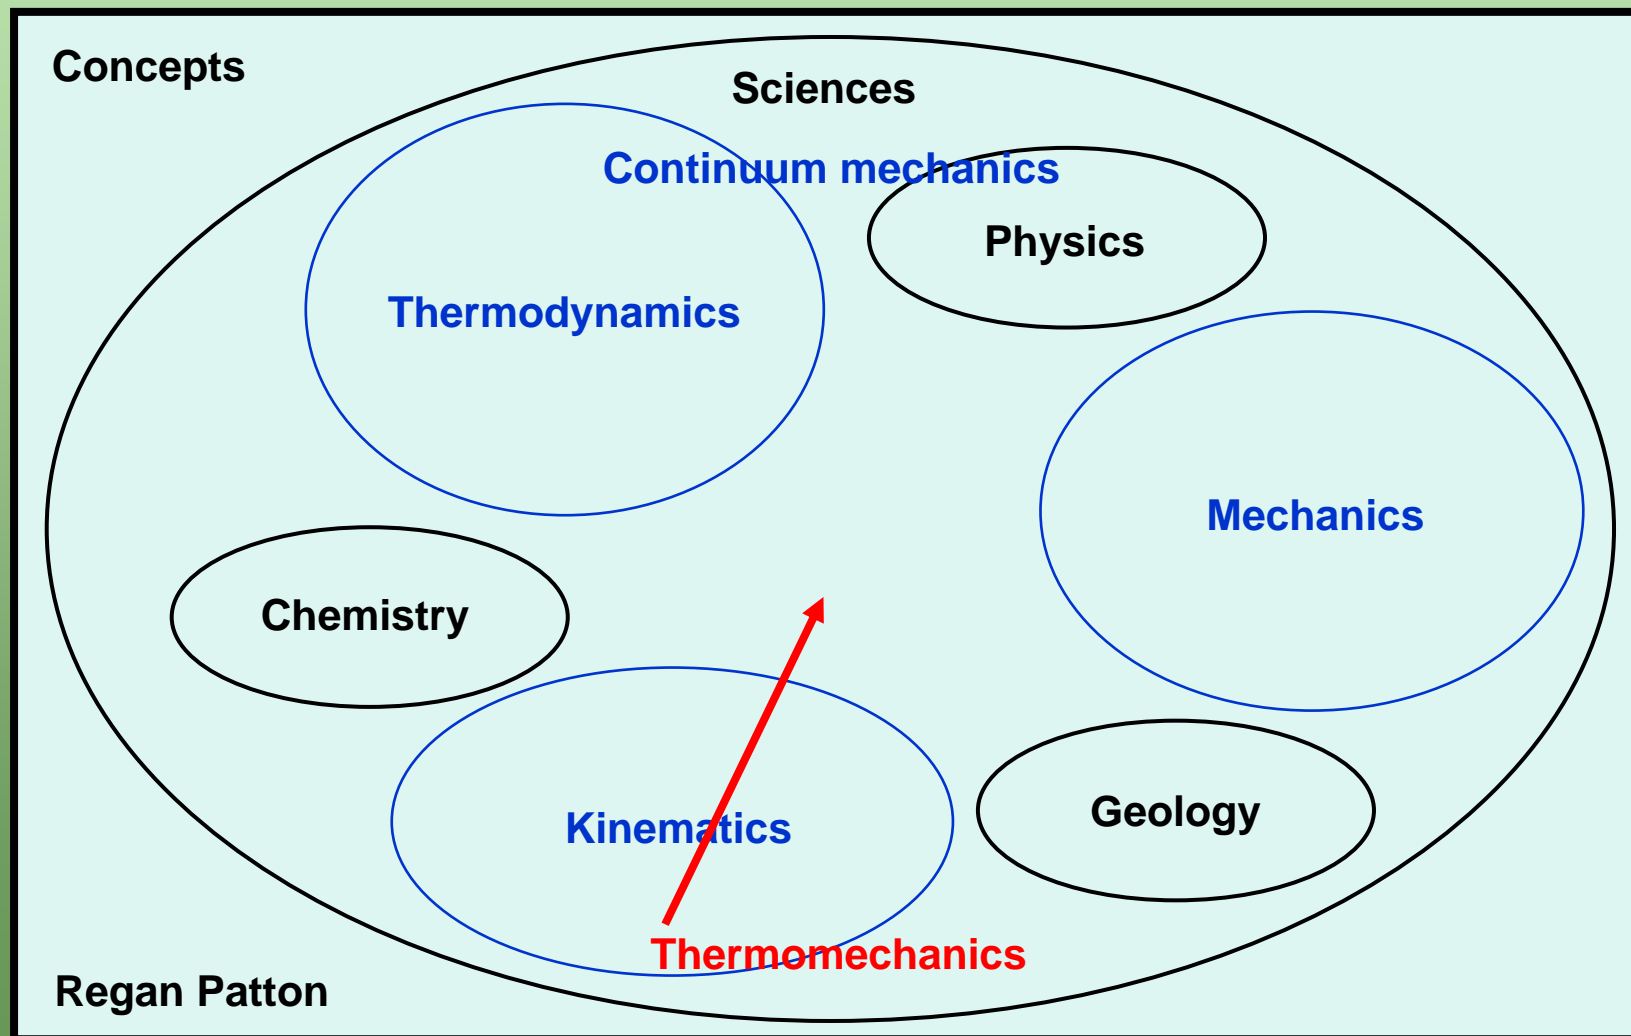 Concepts
Sciences
Continuum mechanics
Physics
Thermodynamics
Mechanics
Chemistry
Geology
Kinematics
Thermomechanics
Regan Patton